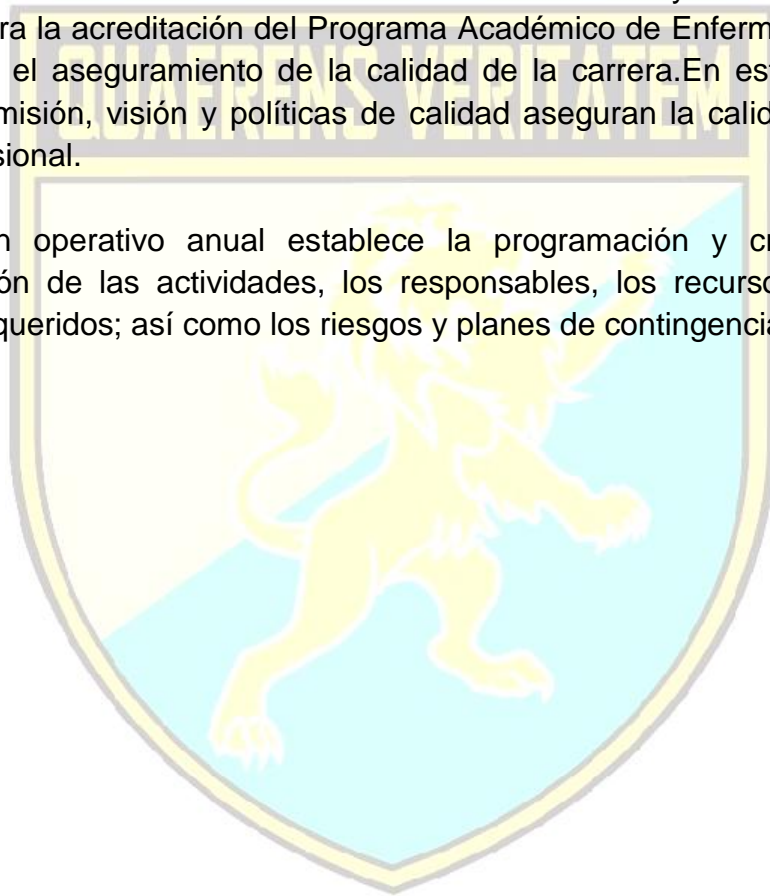 ra la acreditación del Programa Académico de Enferm
el aseguramiento de la calidad de la carrera.En est
misión, visión y políticas de calidad aseguran la calid
sional.
QUAERENS VERITATEM
n operativo anual establece la programación y cr
ón de las actividades, los responsables, los recurso
queridos; así como los riesgos y planes de contingencia